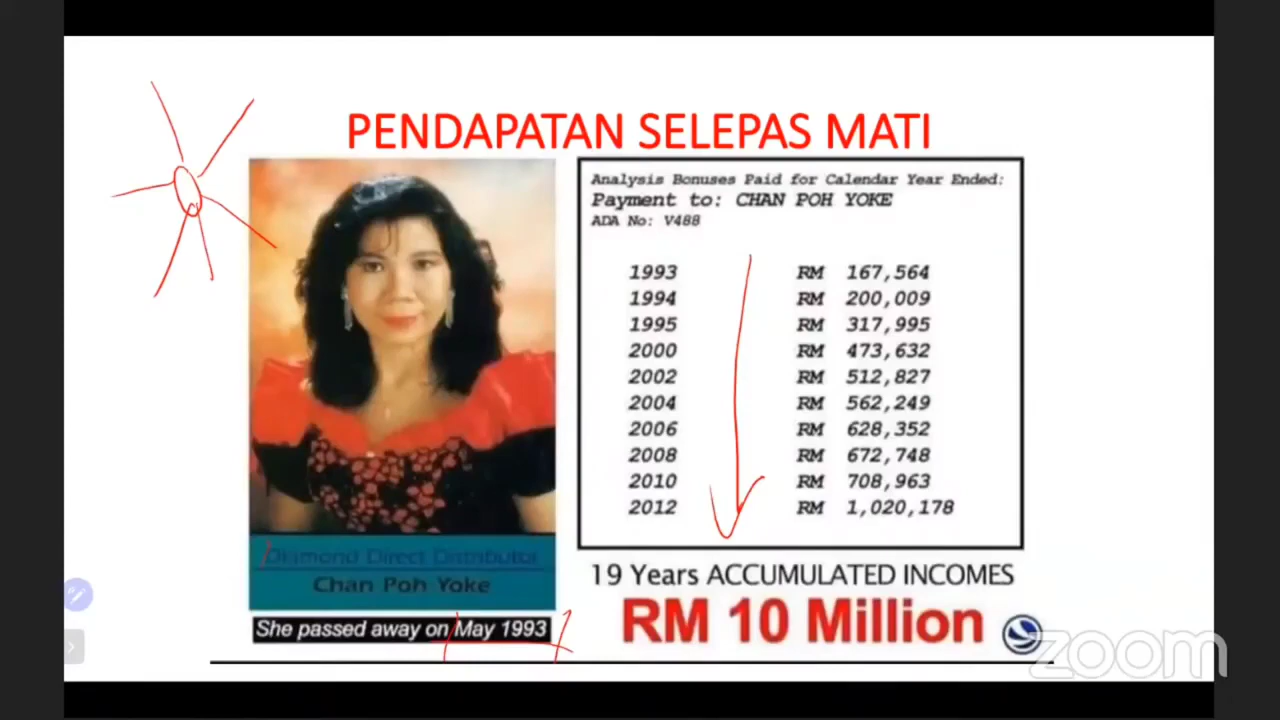 PENDAPATAN SELEPAS MATI
Analysis Bonuses Paid for Calendar Year Ended:
Payment to: CHAN POH YOKE
ADA No: V488
1993 RM 167,564
1994 RM 200,009
1995 RM 317,995
2000 RM 473,632
2002 RM 512,827
2004 RM 562,249
2006 RM 628,352
2008 RM 672,748
2010 RM 708,963
2012 RM 1,020,178
Diamond Direct Distributor
Chan Poh Yoke
She passed away on May 1993
19 Years ACCUMULATED INCOMES
RM 10 Million
zoom